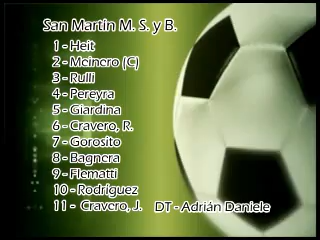 San Martín M. S. y B.
1 - Heit
2 - Meinero (C)
3 - Rulli
4 - Pereyra
5 - Giardina
6 - Cravero, R.
7 - Gorosito
8 - Bagnera
9 - Flematti
10 - Rodríguez
11 - Cravero, J.
DT - Adrián Daniele